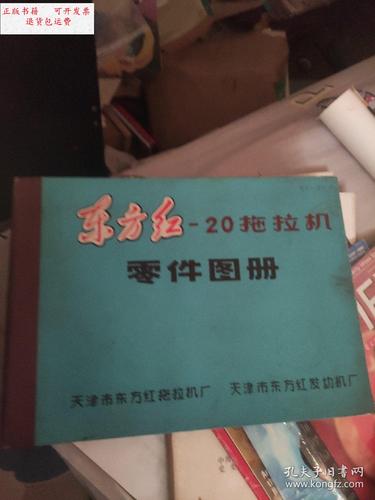 正版书籍 可开发票
退货包运费
东方红-20拖拉机
零件图册
天津市东方红拖拉机厂 天津市东方红发动机厂
孔夫子旧书网
www.kongfz.com